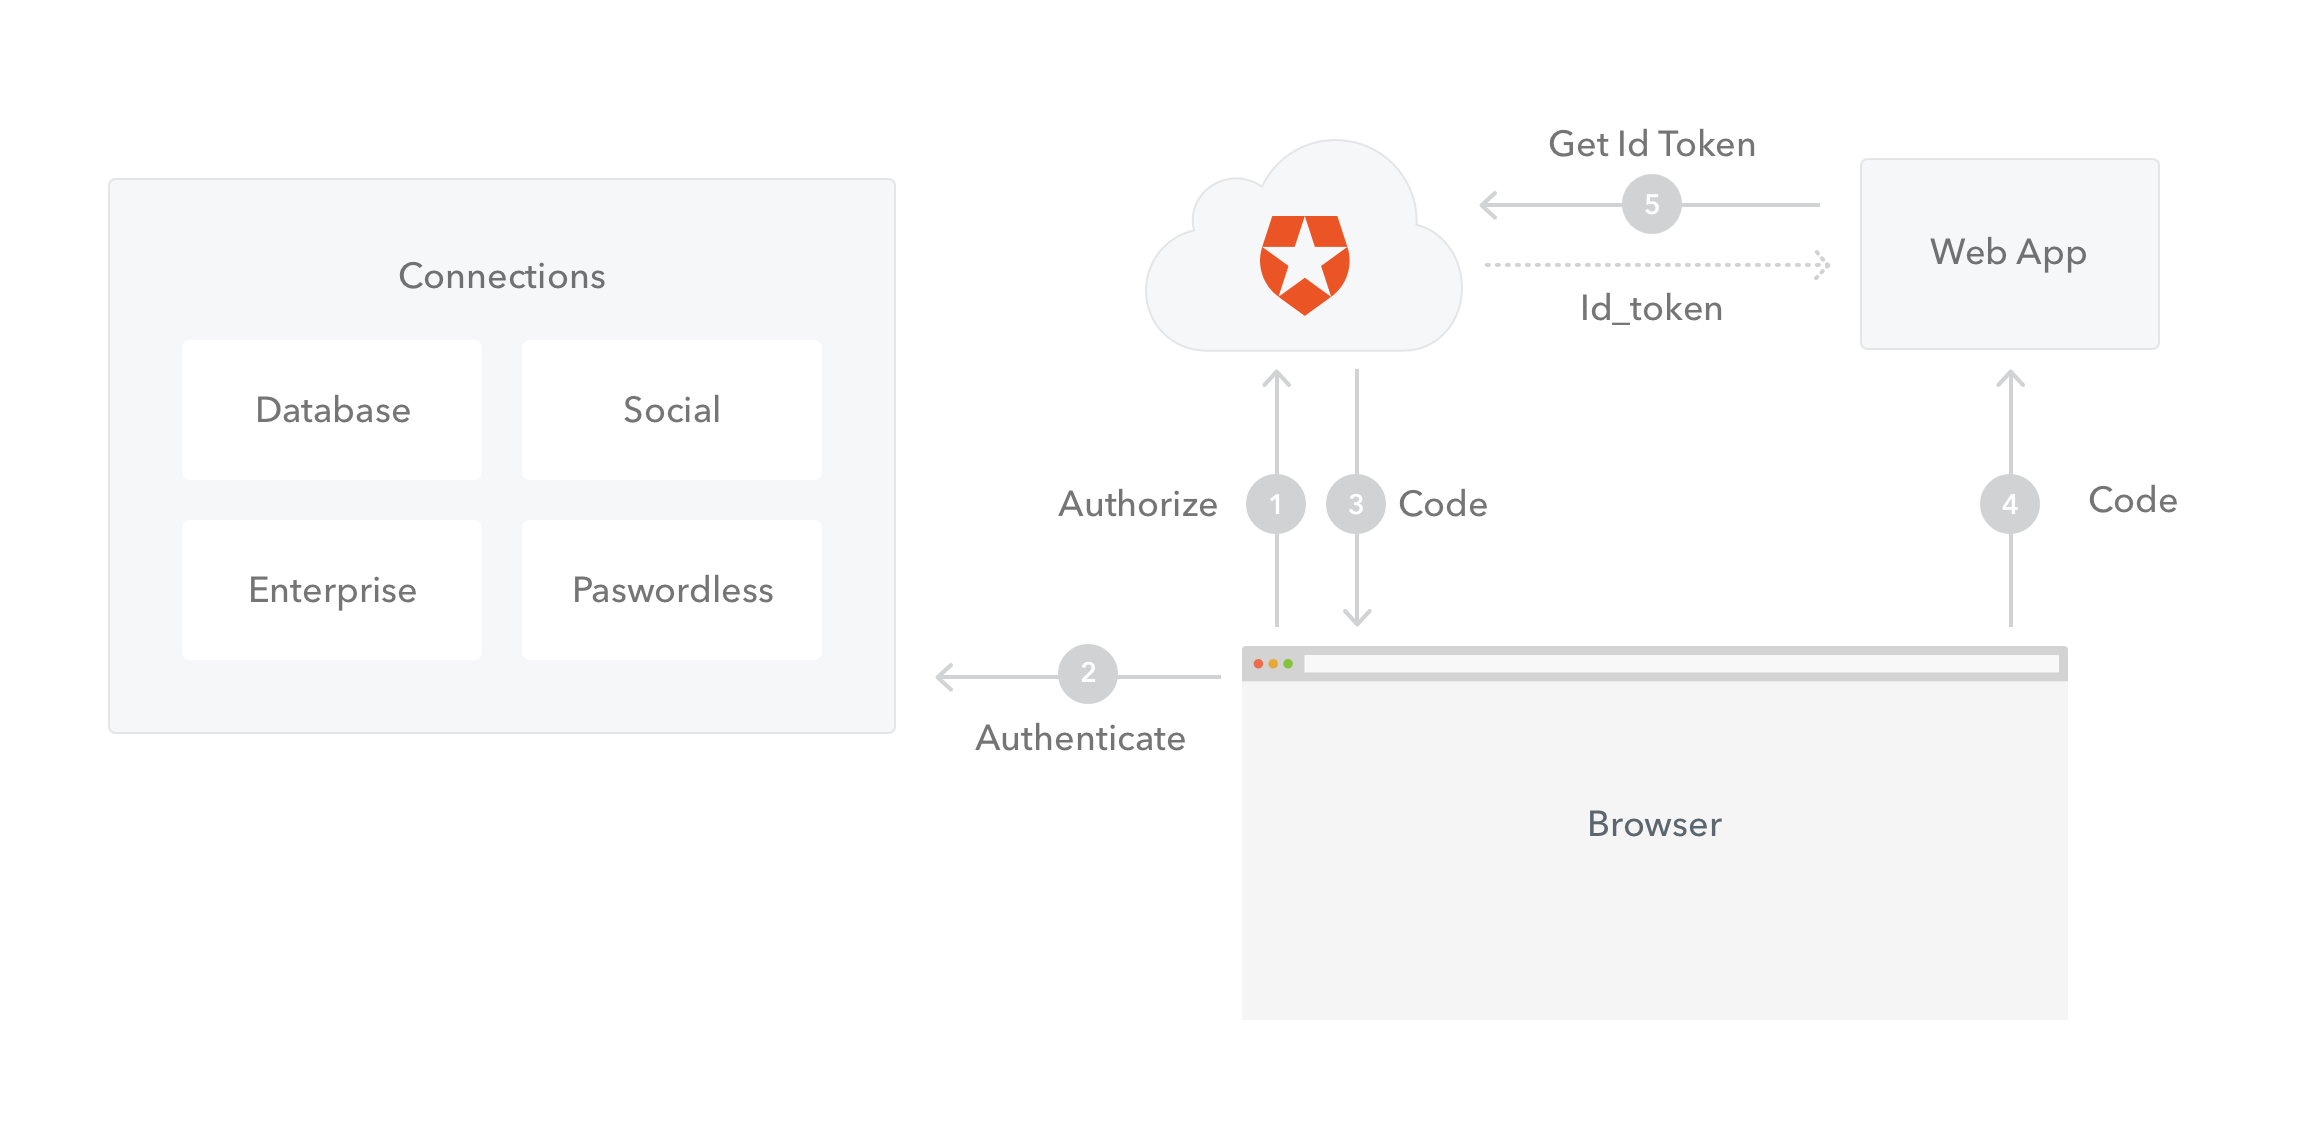 Connections
Database
Social
Enterprise
Paswordless
Get Id Token
5
Id_token
Web App
Authorize
1
3
Code
4
Code
2
Authenticate
Browser